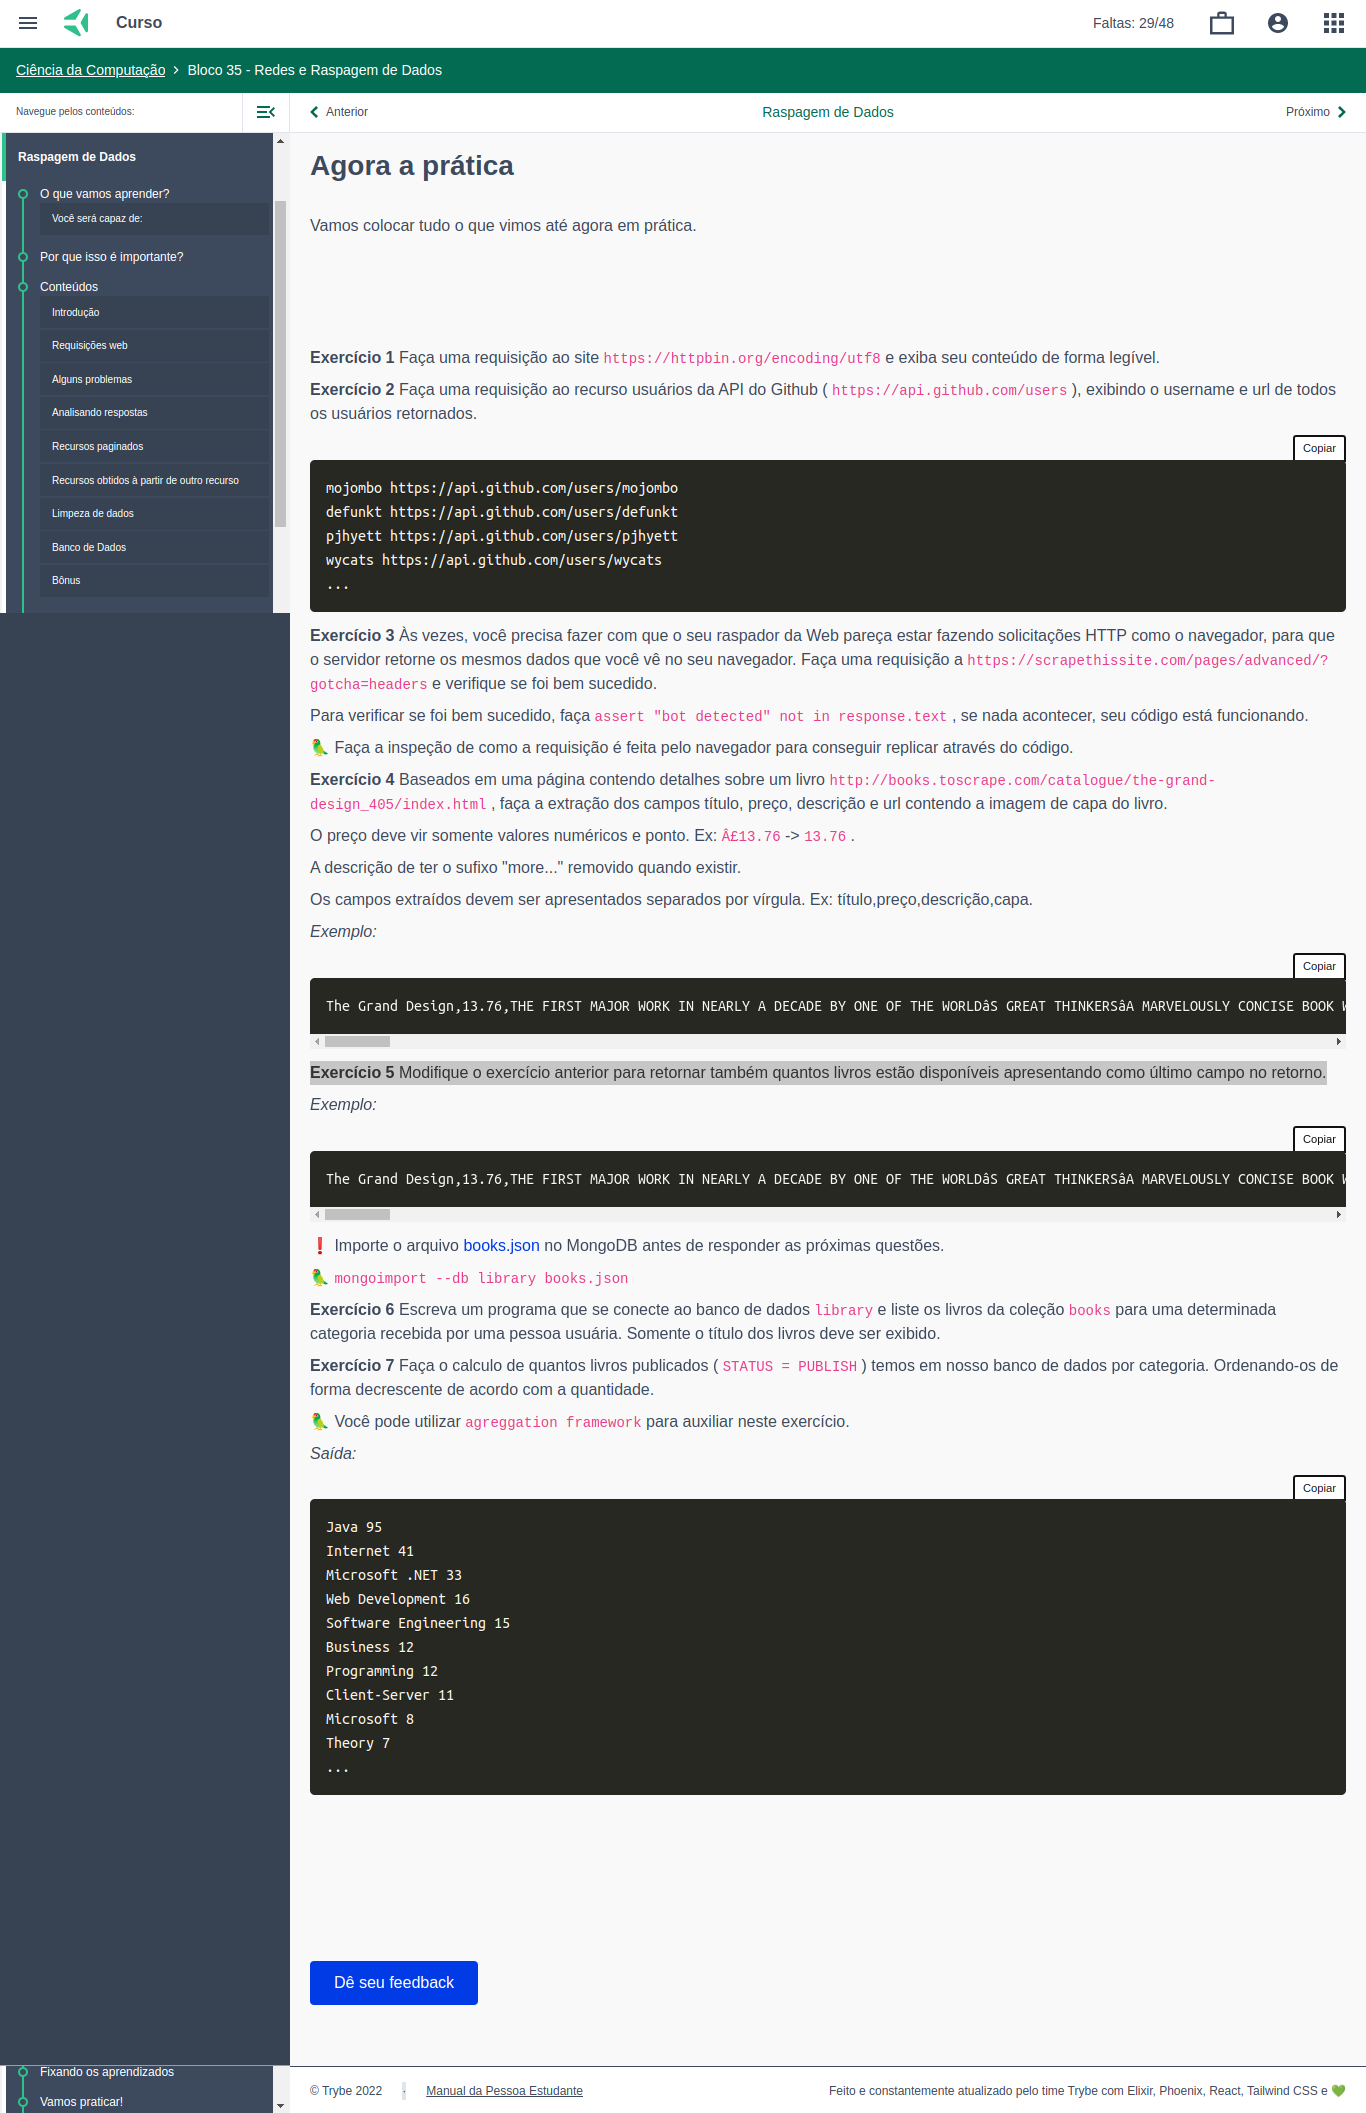 Curso
Faltas: 29/48
Ciência da Computação > Bloco 35 - Redes e Raspagem de Dados
Navegue pelos conteúdos:
Anterior
Raspagem de Dados
Próximo
Raspagem de Dados
O que vamos aprender?
Você será capaz de:
Por que isso é importante?
Conteúdos
Introdução
Requisições web
Alguns problemas
Analisando respostas
Recursos paginados
Recursos obtidos à partir de outro recurso
Limpeza de dados
Banco de Dados
Bônus
Agora a prática
Vamos colocar tudo o que vimos até agora em prática.
Exercício 1 Faça uma requisição ao site https://httpbin.org/encoding/utf8 e exiba seu conteúdo de forma legível.
Exercício 2 Faça uma requisição ao recurso usuários da API do Github ( https://api.github.com/users ), exibindo o username e url de todos
os usuários retornados.
Copiar
mojombo https://api.github.com/users/mojombo
defunkt https://api.github.com/users/defunkt
pjhyett https://api.github.com/users/pjhyett
wycats https://api.github.com/users/wycats
...
Exercício 3 Às vezes, você precisa fazer com que o seu raspador da Web pareça estar fazendo solicitações HTTP como o navegador, para que
o servidor retorne os mesmos dados que você vê no seu navegador. Faça uma requisição a https://scrapethissite.com/pages/advanced/?
gotcha=headers e verifique se foi bem sucedido.
Para verificar se foi bem sucedido, faça assert "bot detected" not in response.text , se nada acontecer, seu código está funcionando.
🦜 Faça a inspeção de como a requisição é feita pelo navegador para conseguir replicar através do código.
Exercício 4 Baseados em uma página contendo detalhes sobre um livro http://books.toscrape.com/catalogue/the-grand-
design_405/index.html , faça a extração dos campos título, preço, descrição e url contendo a imagem de capa do livro.
O preço deve vir somente valores numéricos e ponto. Ex: Â£13.76 -> 13.76 .
A descrição de ter o sufixo "more..." removido quando existir.
Os campos extraídos devem ser apresentados separados por vírgula. Ex: título,preço,descrição,capa.
Exemplo:
Copiar
The Grand Design,13.76,THE FIRST MAJOR WORK IN NEARLY A DECADE BY ONE OF THE WORLDâS GREAT THINKERSâA MARVELOUSLY CONCISE BOOK W
Exercício 5 Modifique o exercício anterior para retornar também quantos livros estão disponíveis apresentando como último campo no retorno.
Exemplo:
Copiar
The Grand Design,13.76,THE FIRST MAJOR WORK IN NEARLY A DECADE BY ONE OF THE WORLDâS GREAT THINKERSâA MARVELOUSLY CONCISE BOOK W
❗ Importe o arquivo books.json no MongoDB antes de responder as próximas questões.
🦜 mongoimport --db library books.json
Exercício 6 Escreva um programa que se conecte ao banco de dados library e liste os livros da coleção books para uma determinada
categoria recebida por uma pessoa usuária. Somente o título dos livros deve ser exibido.
Exercício 7 Faça o calculo de quantos livros publicados ( STATUS = PUBLISH ) temos em nosso banco de dados por categoria. Ordenando-os de
forma decrescente de acordo com a quantidade.
🦜 Você pode utilizar agreggation framework para auxiliar neste exercício.
Saída:
Copiar
Java 95
Internet 41
Microsoft .NET 33
Web Development 16
Software Engineering 15
Business 12
Programming 12
Client-Server 11
Microsoft 8
Theory 7
...
Dê seu feedback
Fixando os aprendizados
Vamos praticar!
© Trybe 2022 · Manual da Pessoa Estudante
Feito e constantemente atualizado pelo time Trybe com Elixir, Phoenix, React, Tailwind CSS e 💚